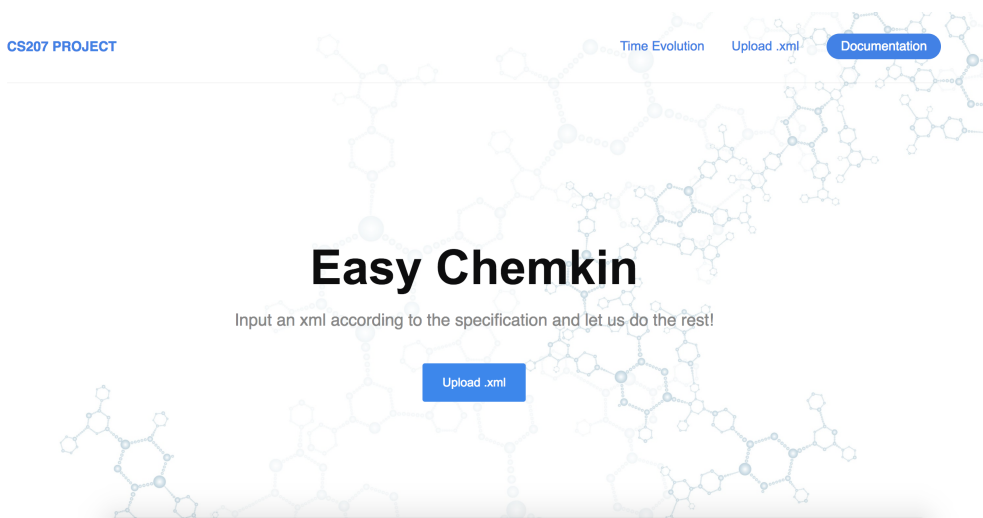 CS207 PROJECT
Time Evolution
Upload .xml
Documentation
Easy Chemkin
Input an xml according to the specification and let us do the rest!
Upload .xml